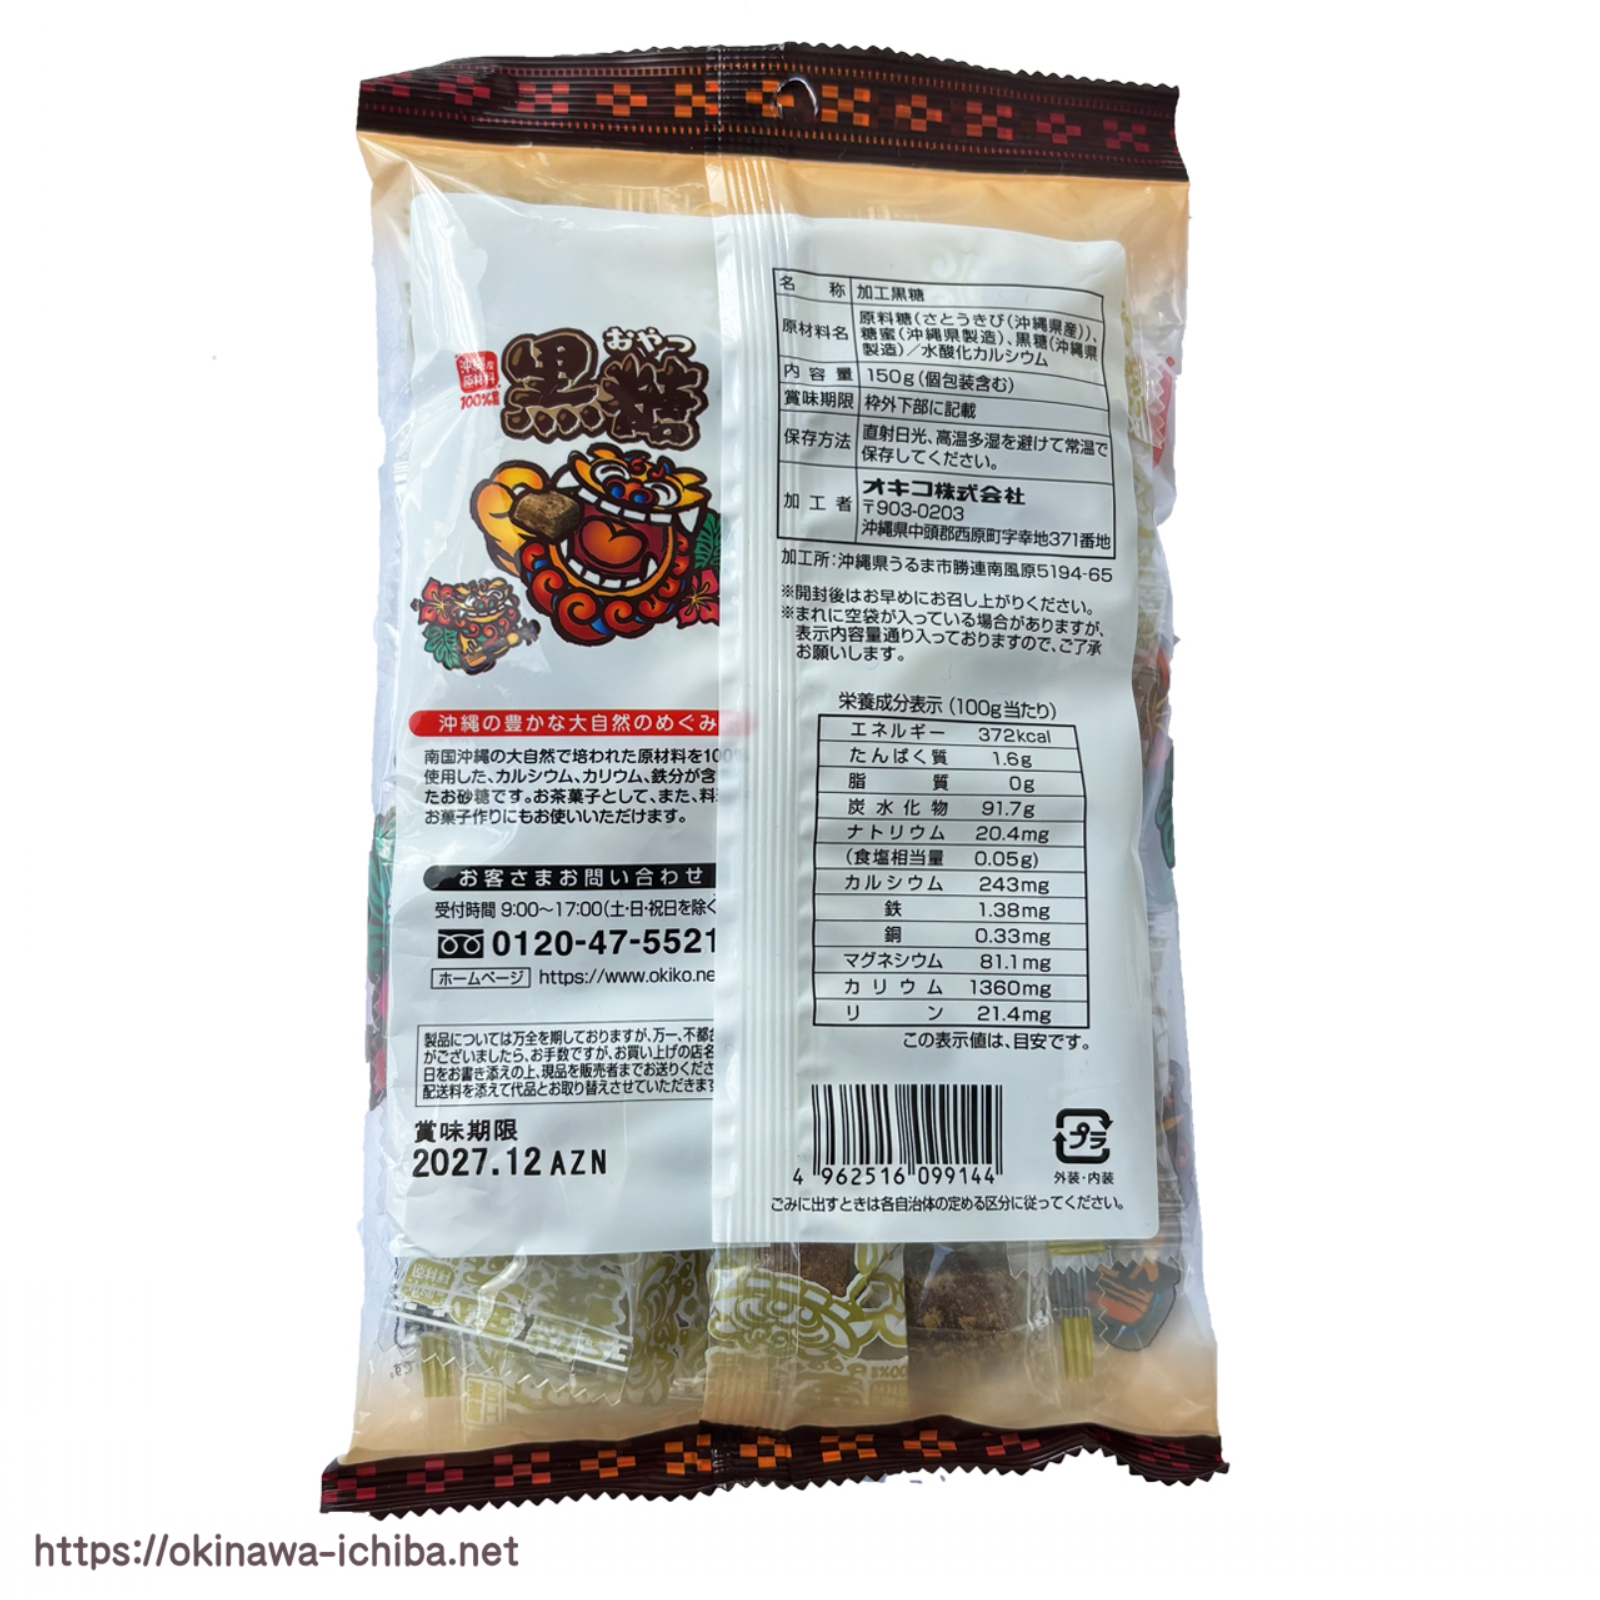 おやつ
黒糖
沖縄産
原材料
100%使用
沖縄の豊かな大自然のめぐみ
南国沖縄の大自然で培われた原材料を100%
使用した、カルシウム、カリウム、鉄分が含
たお砂糖です。お茶菓子として、また、料
お菓子作りにもお使いいただけます。
お客さまお問い合わせ
受付時間 9:00〜17:00(土・日・祝日を除く
0120-47-5521
ホームページ https://www.okiko.ne
製品については万全を期しておりますが、万一、不都合
がございましたら、お手数ですが、お買い上げの店名
日をお書き添えの上、現品を販売者までお送りくださ
配送料を添えて代品とお取り替えさせていただきます
賞味期限
2027.12 AZN
名称 加工黒糖
原材料名 原料糖(さとうきび(沖縄県産))、
糖蜜(沖縄県製造)、黒糖(沖縄県
製造)／水酸化カルシウム
内容量 150g(個包装含む)
賞味期限 枠外下部に記載
保存方法 直射日光、高温多湿を避けて常温で
保存してください。
加工者 オキコ株式会社
〒903-0203
沖縄県中頭郡西原町字幸地371番地
加工所:沖縄県うるま市勝連南風原5194-65
※開封後はお早めにお召し上がりください。
※まれに空袋が入っている場合がありますが、
表示内容量通り入っておりますので、ご了承
お願いします。
栄養成分表示(100g当たり)
エネルギー 372kcal
たんぱく質 1.6g
脂質 0g
炭水化物 91.7g
ナトリウム 20.4mg
(食塩相当量 0.05g)
カルシウム 243mg
鉄 1.38mg
銅 0.33mg
マグネシウム 81.1mg
カリウム 1360mg
リン 21.4mg
この表示値は、目安です。
4 962516 099144
プラ
外装・内装
ごみに出すときは各自治体の定める区分に従ってください。
https://okinawa-ichiba.net